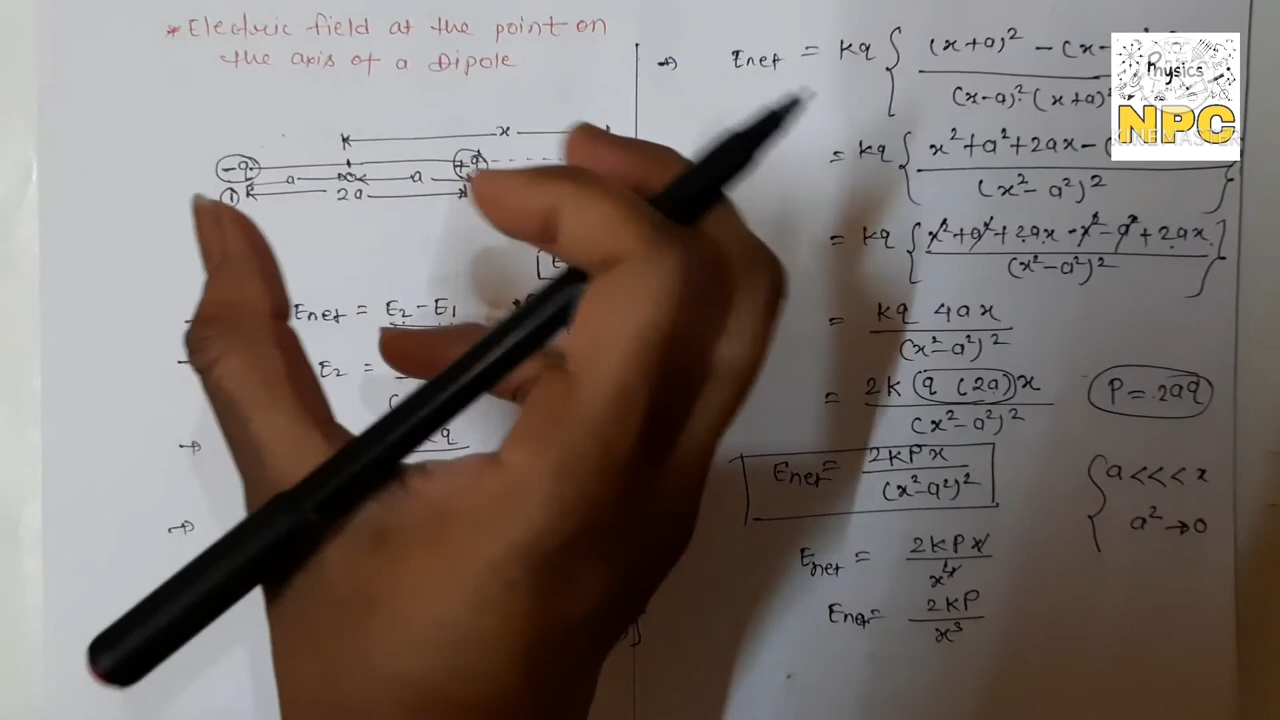 * Electric field at the point on
the axis of a Dipole
x
-q +q
a o a
① 2a
Enet = E2 - E1
E2 =
q
⇒ Enet = Kq { (x+a)² - (x-
(x-a)² (x+a)²
= Kq { x² + a² + 2ax - (
(x² - a²)² }
= Kq { x² + a² + 2ax - x² - a² + 2ax
(x² - a²)² }
= Kq 4ax
(x² - a²)²
= 2K (q (2a)) x
(x² - a²)²
P = 2aq
Enet = 2KPx
(x² - a²)²
{ a <<< x
a² → 0
Enet = 2KPx
x⁴
Enet = 2KP
x³
Physics
NPC
KINEMASTER